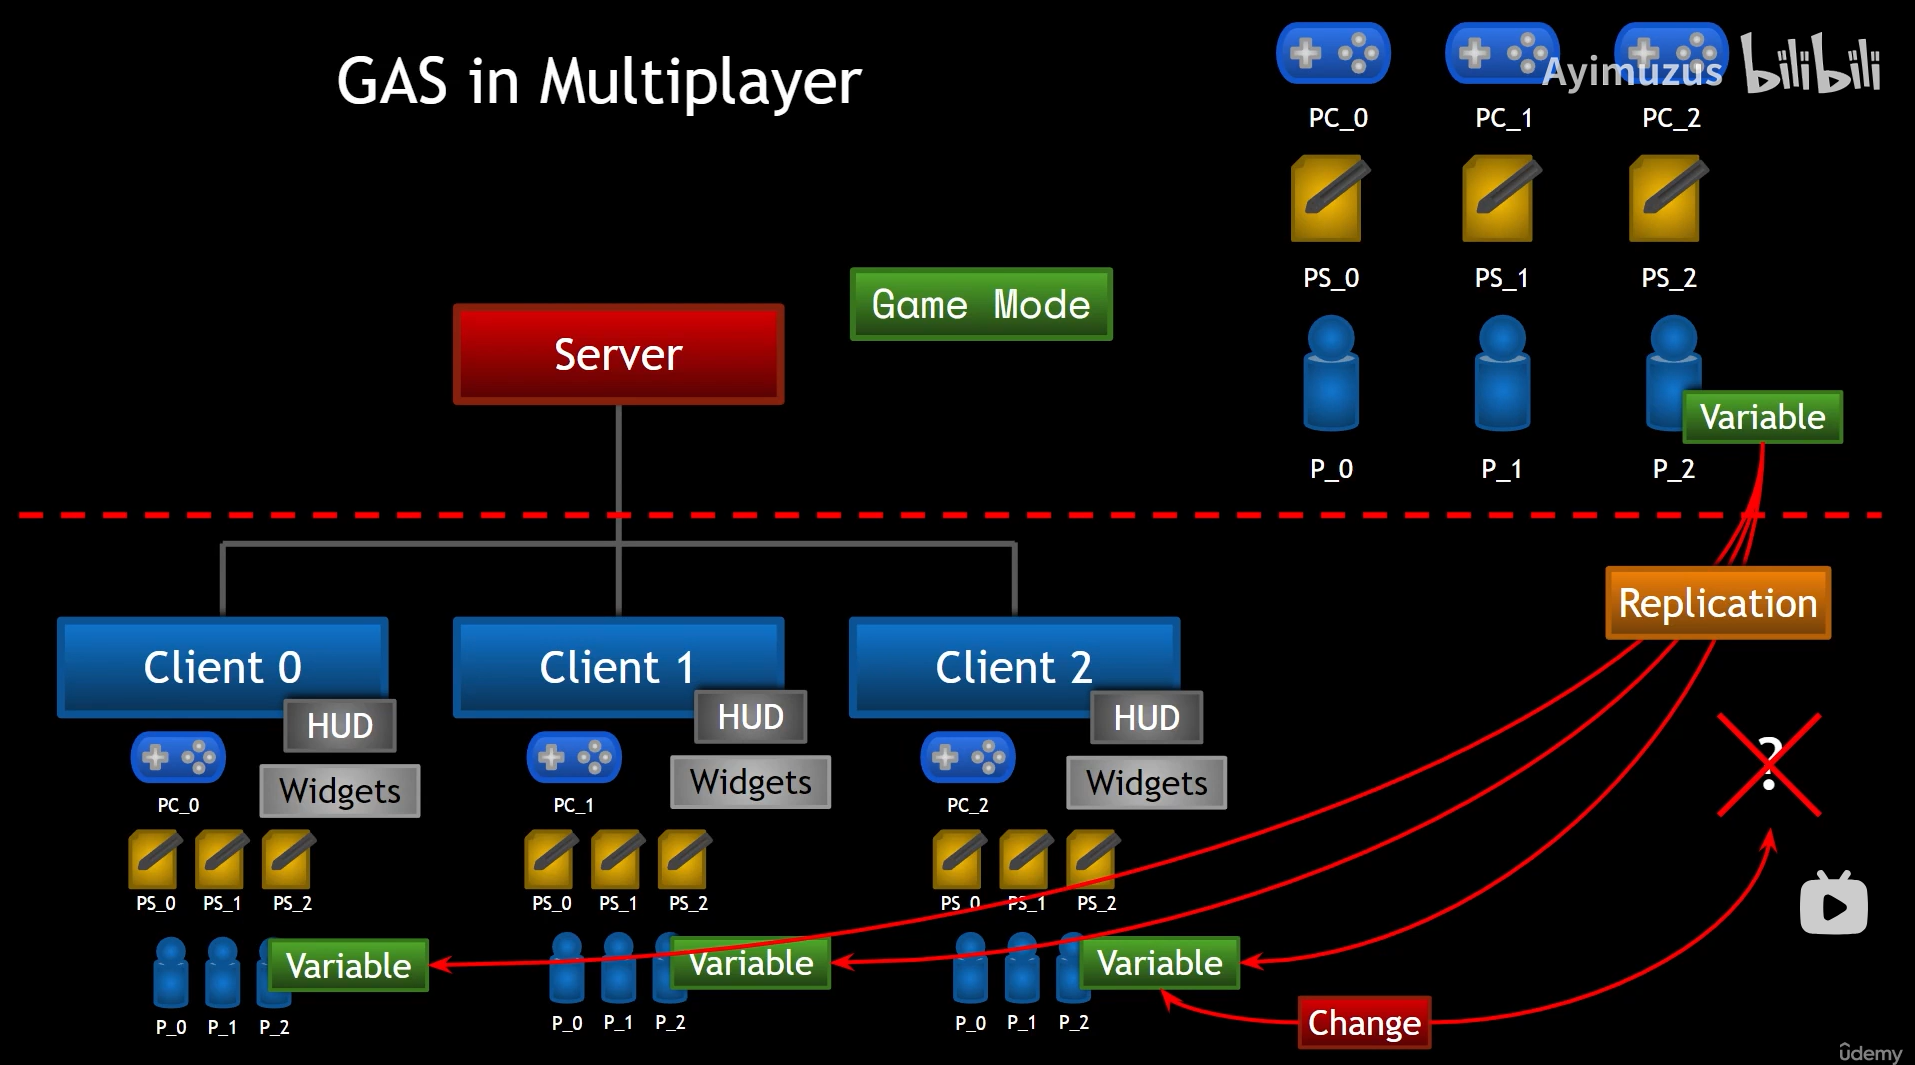 GAS in Multiplayer
Ayimuzus bilibili
PC_0 PC_1 PC_2
PS_0 PS_1 PS_2
Game Mode
Server
Variable
P_0 P_1 P_2
Replication
Client 0 Client 1 Client 2
HUD HUD HUD
?
Widgets Widgets Widgets
PC_0 PC_1 PC_2
PS_0 PS_1 PS_2 PS_0 PS_1 PS_2 PS_0 PS_1 PS_2
Variable Variable Variable
P_0 P_1 P_2 P_0 P_1 P_2 P_0 P_1 P_2
Change
ûdemy